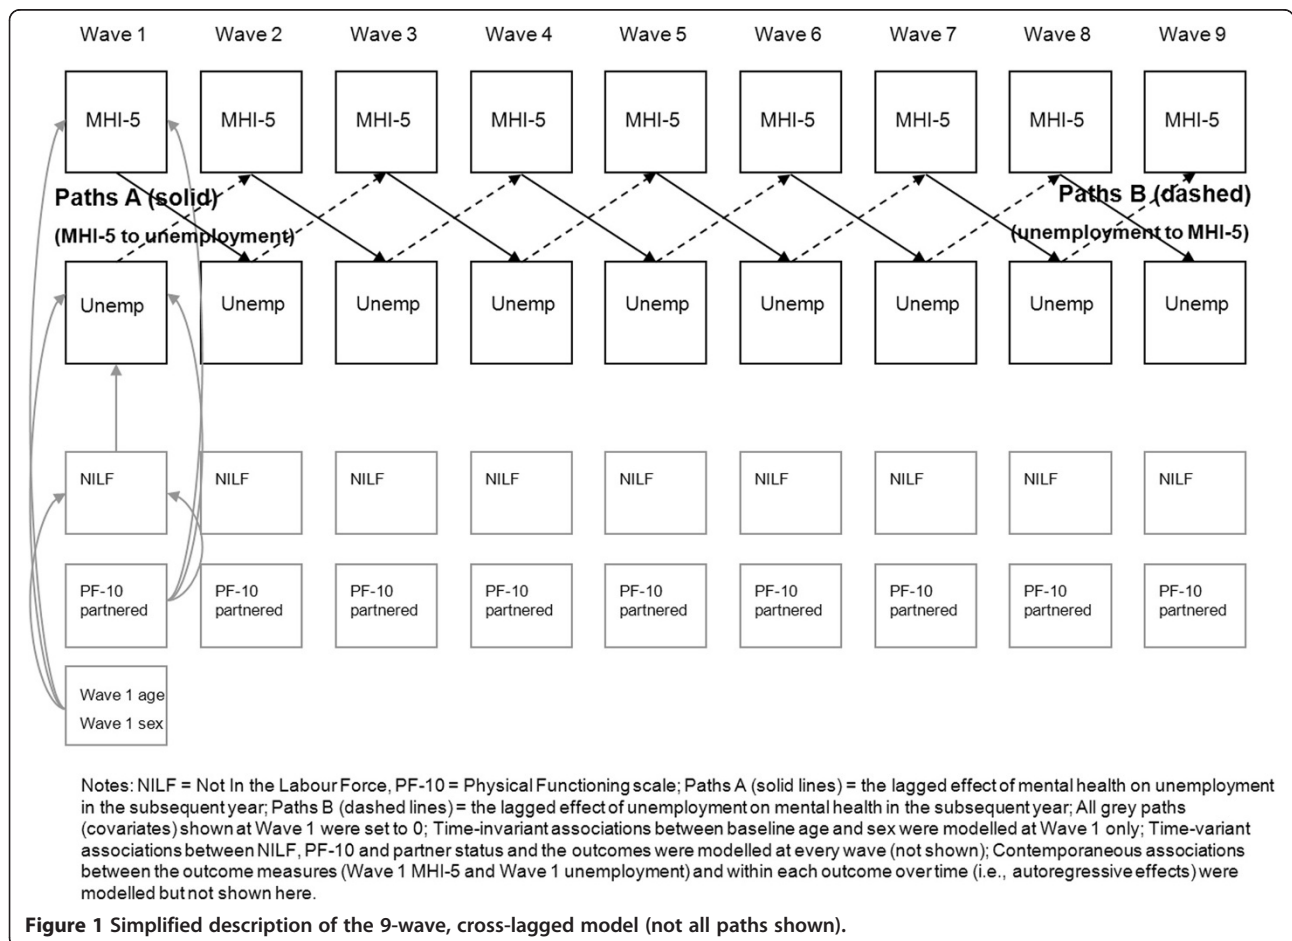 Wave 1 Wave 2 Wave 3 Wave 4 Wave 5 Wave 6 Wave 7 Wave 8 Wave 9
MHI-5 MHI-5 MHI-5 MHI-5 MHI-5 MHI-5 MHI-5 MHI-5 MHI-5
Paths A (solid) Paths B (dashed)
(MHI-5 to unemployment) (unemployment to MHI-5)
Unemp Unemp Unemp Unemp Unemp Unemp Unemp Unemp Unemp
NILF NILF NILF NILF NILF NILF NILF NILF NILF
PF-10 PF-10 PF-10 PF-10 PF-10 PF-10 PF-10 PF-10 PF-10
partnered partnered partnered partnered partnered partnered partnered partnered partnered
Wave 1 age
Wave 1 sex
Notes: NILF = Not In the Labour Force, PF-10 = Physical Functioning scale; Paths A (solid lines) = the lagged effect of mental health on unemployment
in the subsequent year; Paths B (dashed lines) = the lagged effect of unemployment on mental health in the subsequent year; All grey paths
(covariates) shown at Wave 1 were set to 0; Time-invariant associations between baseline age and sex were modelled at Wave 1 only; Time-variant
associations between NILF, PF-10 and partner status and the outcomes were modelled at every wave (not shown); Contemporaneous associations
between the outcome measures (Wave 1 MHI-5 and Wave 1 unemployment) and within each outcome over time (i.e., autoregressive effects) were
modelled but not shown here.
Figure 1 Simplified description of the 9-wave, cross-lagged model (not all paths shown).